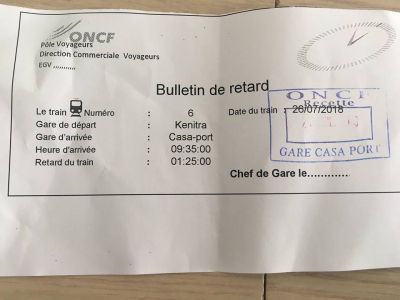 ONCF
Pôle Voyageurs
Direction Commerciale Voyageurs
EGV ,,,,,,,,,,
Bulletin de retard
Le train Numéro : 6 Date du train : 26/07/2018
Gare de départ : Kenitra
Gare d'arrivée : Casa-port
Heure d'arrivée : 09:35:00
Retard du train : 01:25:00
ONCF
Recette
GARE CASA PORT
Chef de Gare le............